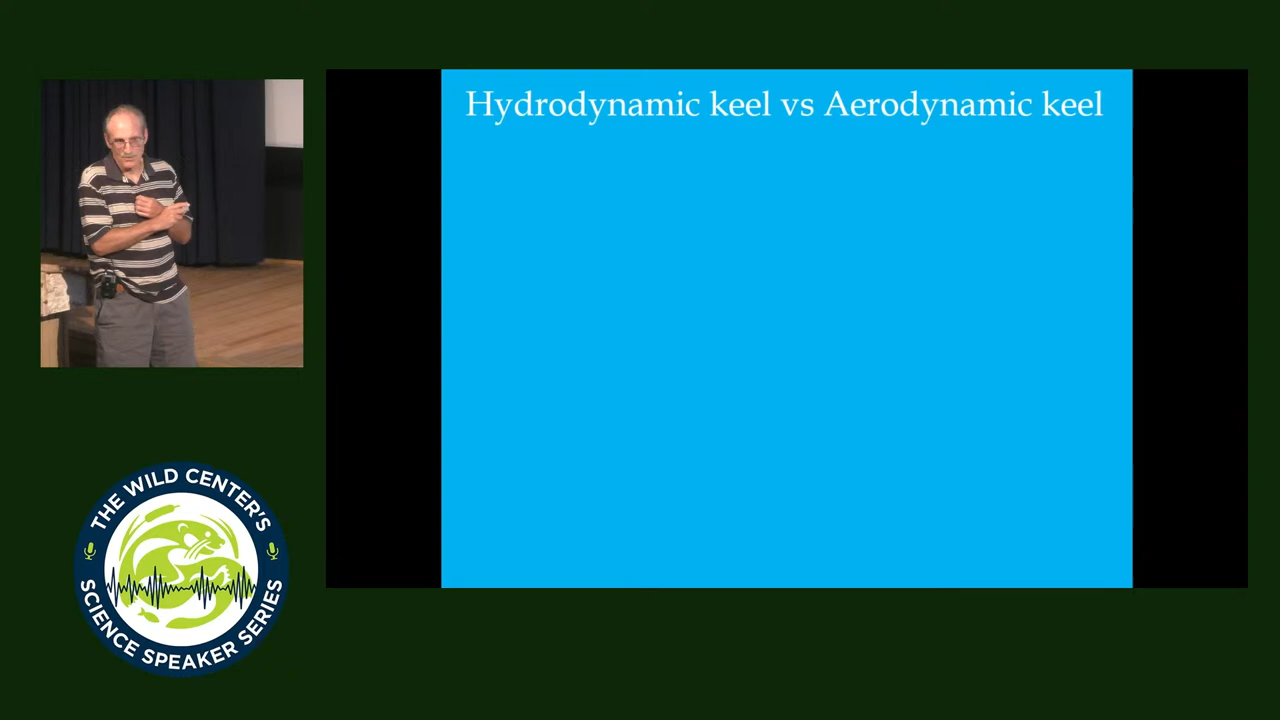 Hydrodynamic keel vs Aerodynamic keel
THE WILD CENTER'S
SCIENCE SPEAKER SERIES